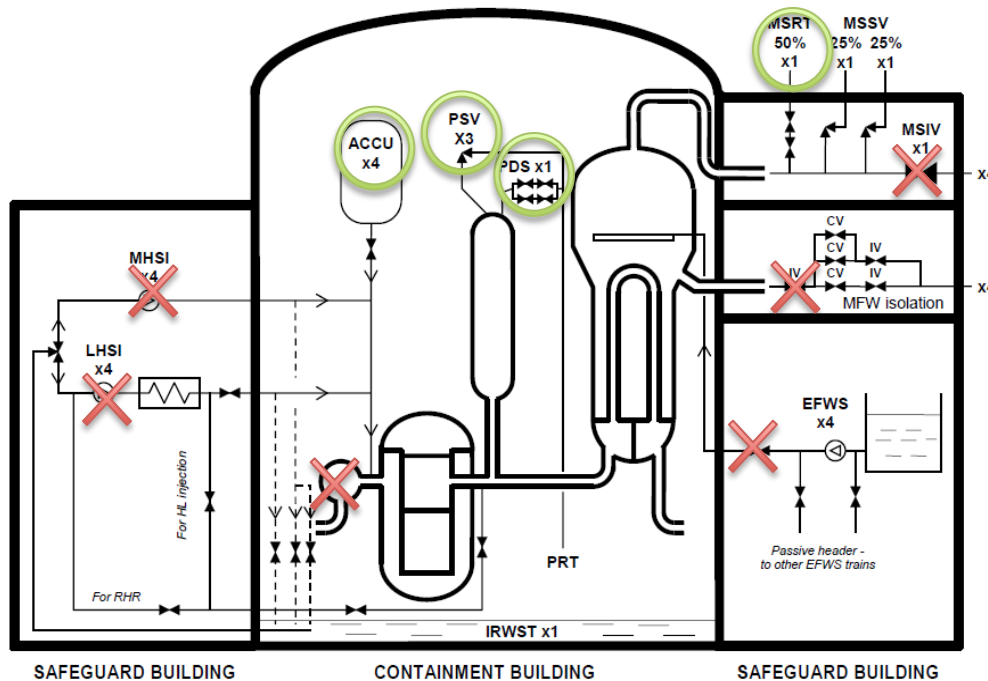 MSRT
50%
x1
MSSV
25% 25%
x1 x1
MSIV
x1
ACCU
x4
PSV
X3
PDS x1
MHSI
x4
LHSI
x4
CV
CV
CV
IV
IV
IV
MFW isolation
EFWS
x4
For HL injection
For RHR
PRT
Passive header -
to other EFWS trains
IRWST x1
SAFEGUARD BUILDING
CONTAINMENT BUILDING
SAFEGUARD BUILDING